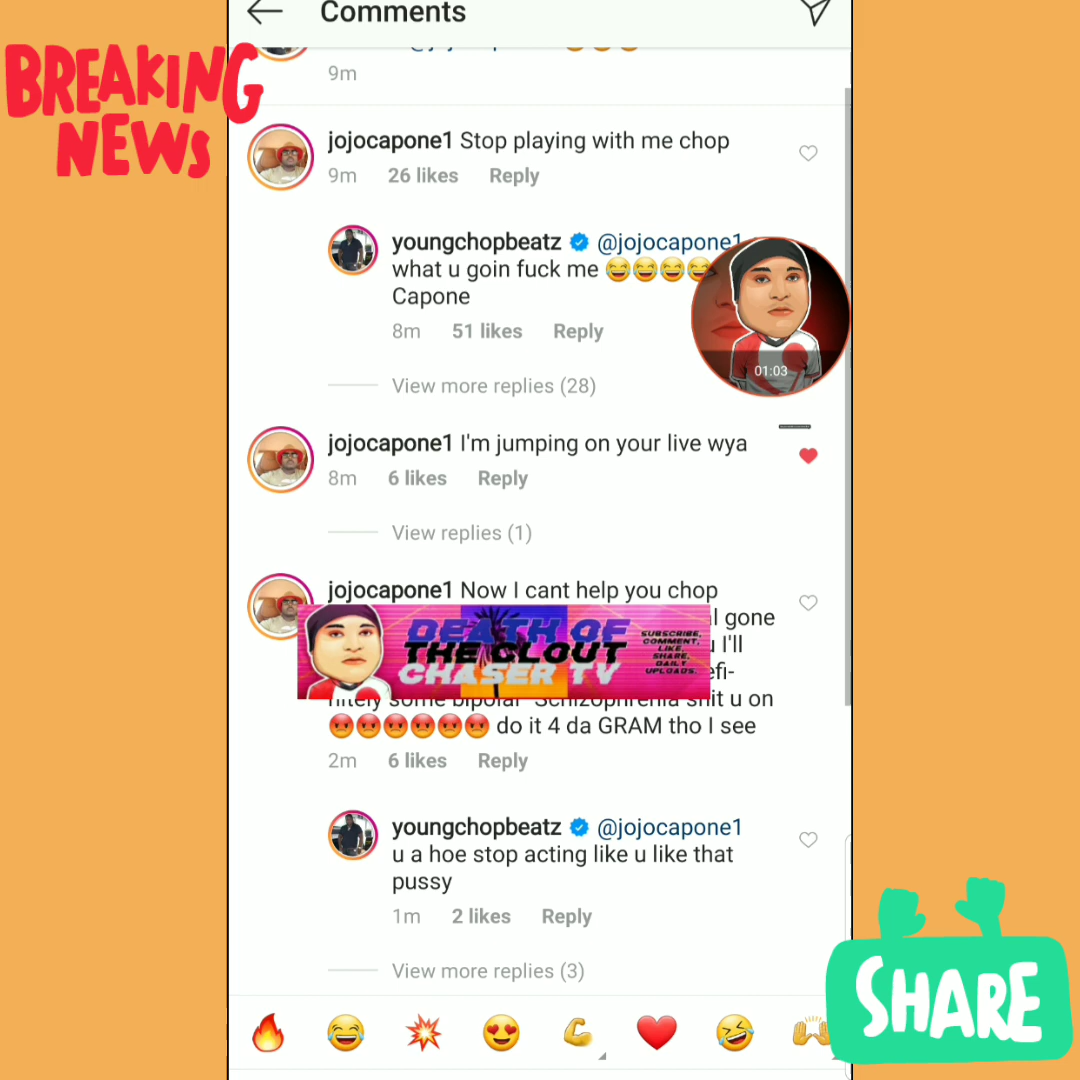 Comments
BREAKING
NEWS
9m
jojocapone1 Stop playing with me chop
9m 26 likes Reply
youngchopbeatz @jojocapone1
what u goin fuck me 😂😂😂😂
Capone
8m 51 likes Reply
01:03
View more replies (28)
jojocapone1 I'm jumping on your live wya
8m 6 likes Reply
View replies (1)
jojocapone1 Now I cant help you chop
gone
I'll
DEATH OF
THE CLOUT
CHASER TV
SUBSCRIBE,
COMMENT,
LIKE,
SHARE,
DAILY
UPLOADS.
nitely some bipolar Schizophrenia shit u on
😡😡😡😡😡😡 do it 4 da GRAM tho I see
2m 6 likes Reply
youngchopbeatz @jojocapone1
u a hoe stop acting like u like that
pussy
1m 2 likes Reply
View more replies (3)
SHARE